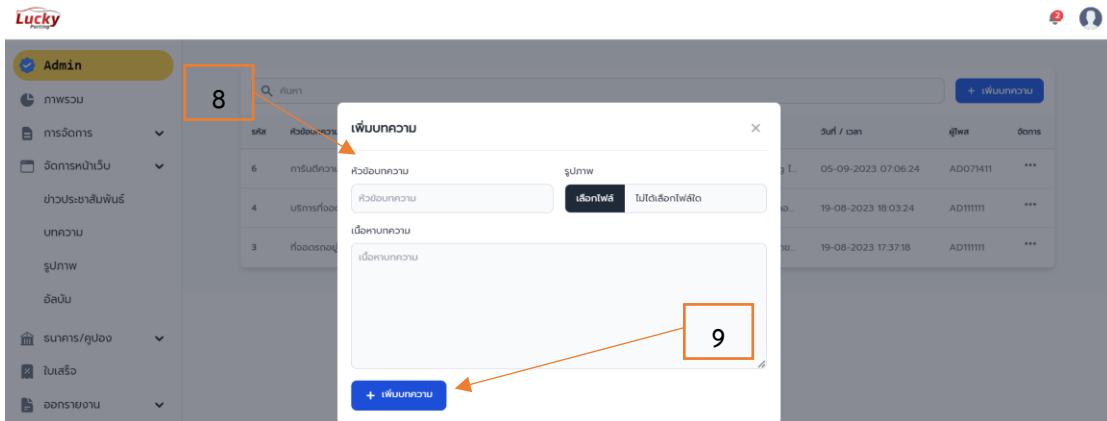 Lucky
Parking
2
Admin
ภาพรวม
การจัดการ
จัดการหน้าเว็บ
ข่าวประชาสัมพันธ์
บทความ
รูปภาพ
อัลบั้ม
ธนาคาร/คูปอง
ใบเสร็จ
ออกรายงาน
8
ค้นหา
+ เพิ่มบทความ
รหัส หัวข้อบทความ วันที่ / เวลา ผู้โพส จัดการ
6 05-09-2023 07:06:24 AD071411 •••
4 19-08-2023 18:03:24 AD111111 •••
3 19-08-2023 17:37:18 AD111111 •••
เพิ่มบทความ ×
หัวข้อบทความ รูปภาพ
หัวข้อบทความ เลือกไฟล์ ไม่ได้เลือกไฟล์ใด
เนื้อหาบทความ
เนื้อหาบทความ
9
+ เพิ่มบทความ